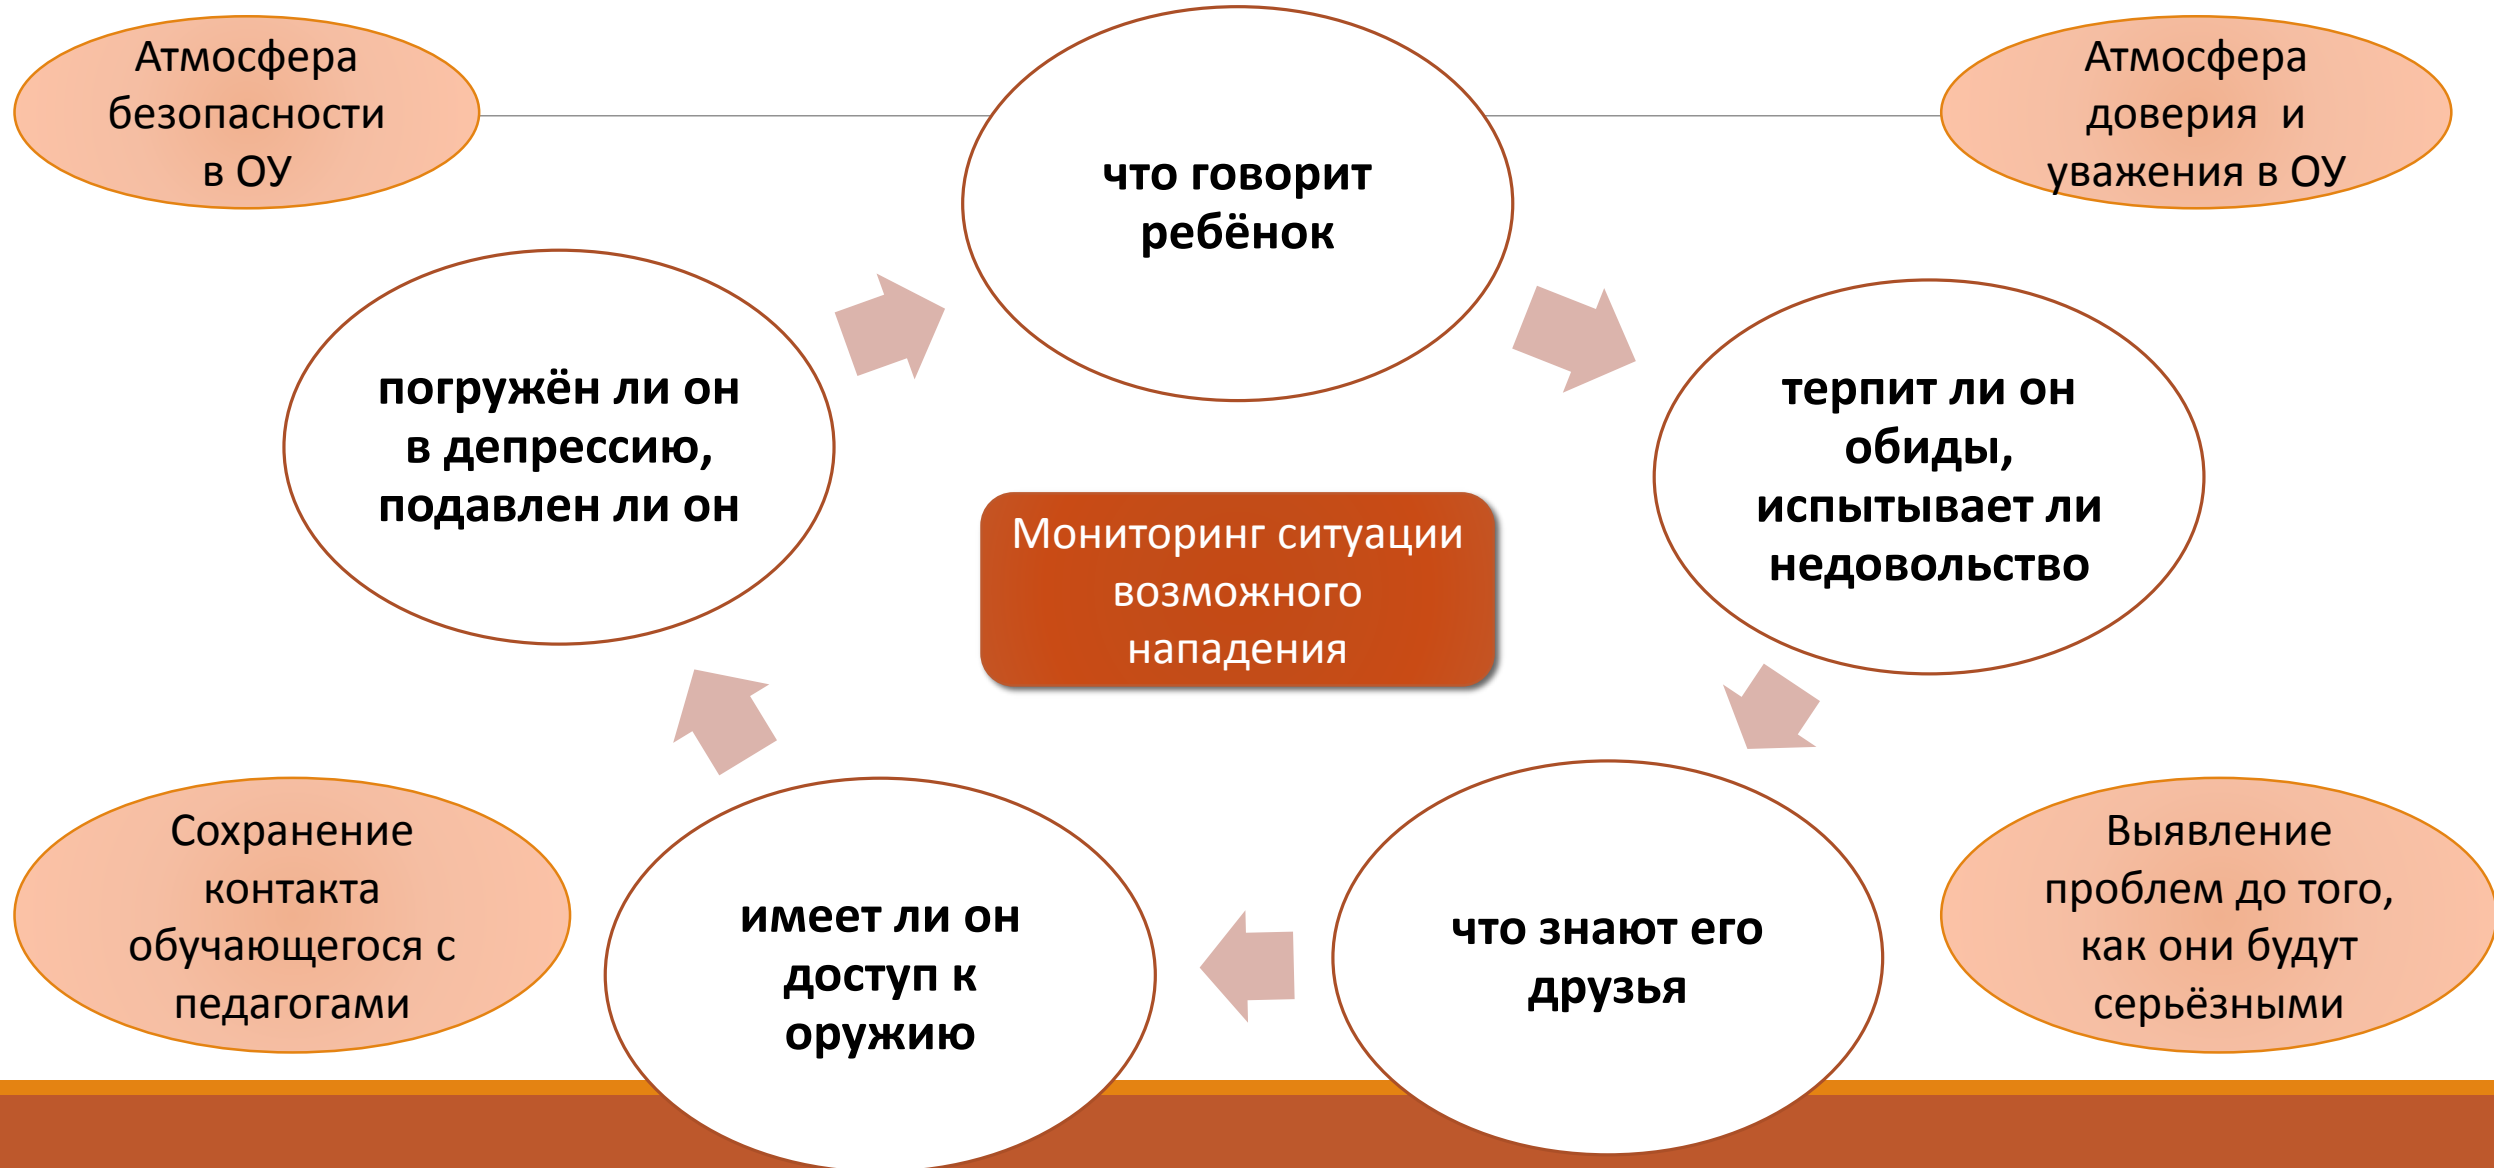 Атмосфера
безопасности
в ОУ
что говорит
ребёнок
Атмосфера
доверия и
уважения в ОУ
погружён ли он
в депрессию,
подавлен ли он
терпит ли он
обиды,
испытывает ли
недовольство
Мониторинг ситуации
возможного
нападения
Сохранение
контакта
обучающегося с
педагогами
имеет ли он
доступ к
оружию
что знают его
друзья
Выявление
проблем до того,
как они будут
серьёзными